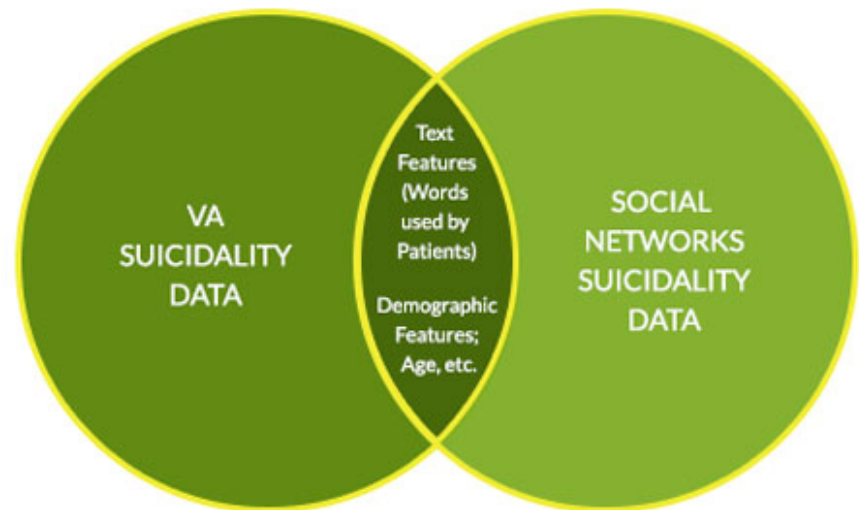 VA
SUICIDALITY
DATA
Text
Features
(Words
used by
Patients)
Demographic
Features;
Age, etc.
SOCIAL
NETWORKS
SUICIDALITY
DATA